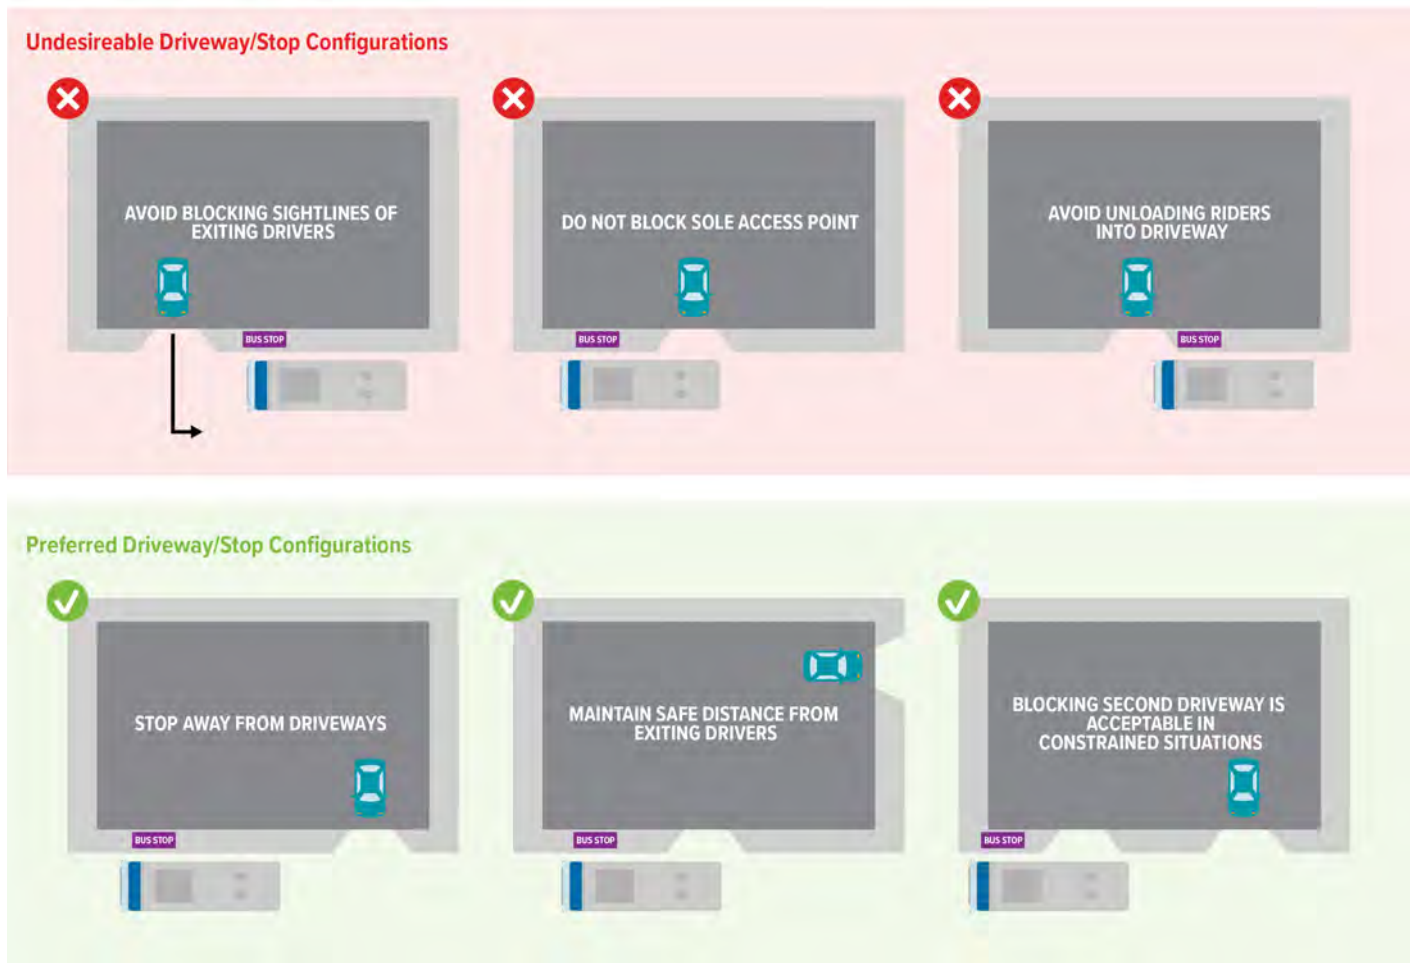 Undesireable Driveway/Stop Configurations
AVOID BLOCKING SIGHTLINES OF
EXITING DRIVERS
BUS STOP
DO NOT BLOCK SOLE ACCESS POINT
BUS STOP
AVOID UNLOADING RIDERS
INTO DRIVEWAY
BUS STOP
Preferred Driveway/Stop Configurations
STOP AWAY FROM DRIVEWAYS
BUS STOP
MAINTAIN SAFE DISTANCE FROM
EXITING DRIVERS
BUS STOP
BLOCKING SECOND DRIVEWAY IS
ACCEPTABLE IN
CONSTRAINED SITUATIONS
BUS STOP